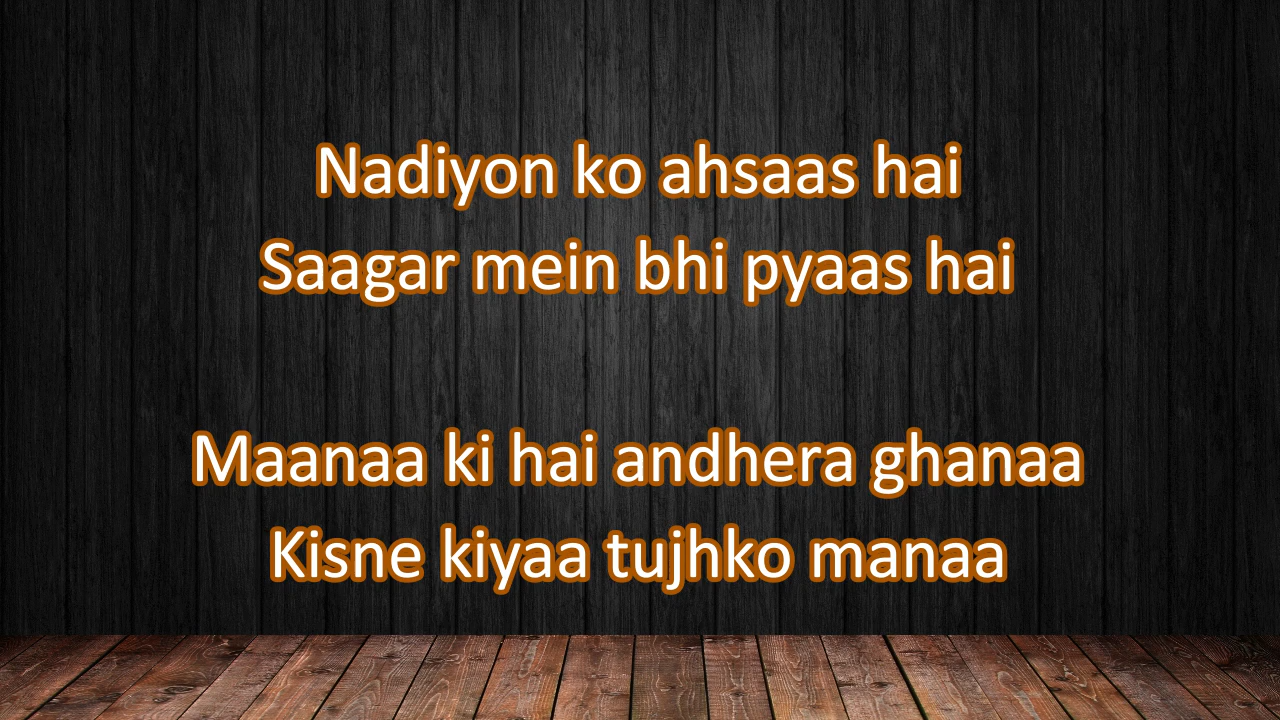 Nadiyon ko ahsaas hai
Saagar mein bhi pyaas hai
Maanaa ki hai andhera ghanaa
Kisne kiyaa tujhko manaa